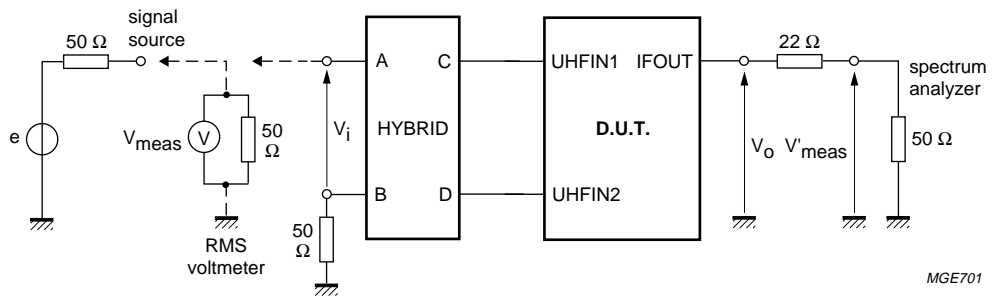 50 Ω
signal
source
e
Vmeas
V
50
Ω
RMS
voltmeter
Vi
50
Ω
A
C
HYBRID
B
D
UHFIN1
IFOUT
D.U.T.
UHFIN2
22 Ω
Vo
V'meas
spectrum
analyzer
50 Ω
MGE701